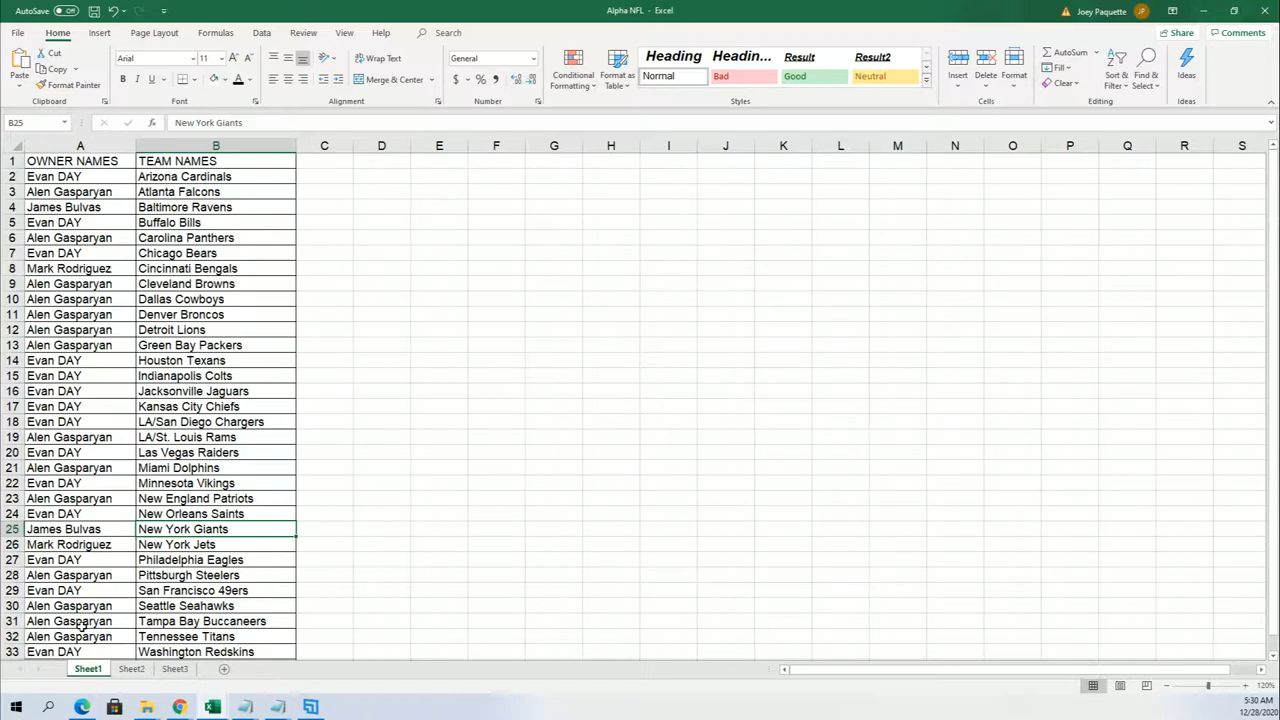 AutoSave Off
Alpha NFL - Excel
Joey Paquette JP
File Home Insert Page Layout Formulas Data Review View Help Search
Share Comments
Paste
Cut
Copy
Format Painter
Clipboard
Arial 11
B I U
Font
Wrap Text
Merge & Center
Alignment
General
$ % ,
Number
Conditional Formatting
Format as Table
Heading Headin... Result Result2
Normal Bad Good Neutral
Styles
Insert Delete Format
Cells
AutoSum
Fill
Clear
Sort & Filter
Find & Select
Editing
Ideas
Ideas
B25 fx New York Giants
A B C D E F G H I J K L M N O P Q R S
1 OWNER NAMES TEAM NAMES
2 Evan DAY Arizona Cardinals
3 Alen Gasparyan Atlanta Falcons
4 James Bulvas Baltimore Ravens
5 Evan DAY Buffalo Bills
6 Alen Gasparyan Carolina Panthers
7 Evan DAY Chicago Bears
8 Mark Rodriguez Cincinnati Bengals
9 Alen Gasparyan Cleveland Browns
10 Alen Gasparyan Dallas Cowboys
11 Alen Gasparyan Denver Broncos
12 Alen Gasparyan Detroit Lions
13 Alen Gasparyan Green Bay Packers
14 Evan DAY Houston Texans
15 Evan DAY Indianapolis Colts
16 Evan DAY Jacksonville Jaguars
17 Evan DAY Kansas City Chiefs
18 Evan DAY LA/San Diego Chargers
19 Alen Gasparyan LA/St. Louis Rams
20 Evan DAY Las Vegas Raiders
21 Alen Gasparyan Miami Dolphins
22 Evan DAY Minnesota Vikings
23 Alen Gasparyan New England Patriots
24 Evan DAY New Orleans Saints
25 James Bulvas New York Giants
26 Mark Rodriguez New York Jets
27 Evan DAY Philadelphia Eagles
28 Alen Gasparyan Pittsburgh Steelers
29 Evan DAY San Francisco 49ers
30 Alen Gasparyan Seattle Seahawks
31 Alen Gasparyan Tampa Bay Buccaneers
32 Alen Gasparyan Tennessee Titans
33 Evan DAY Washington Redskins
Sheet1 Sheet2 Sheet3
120%
5:30 AM
12/28/2020